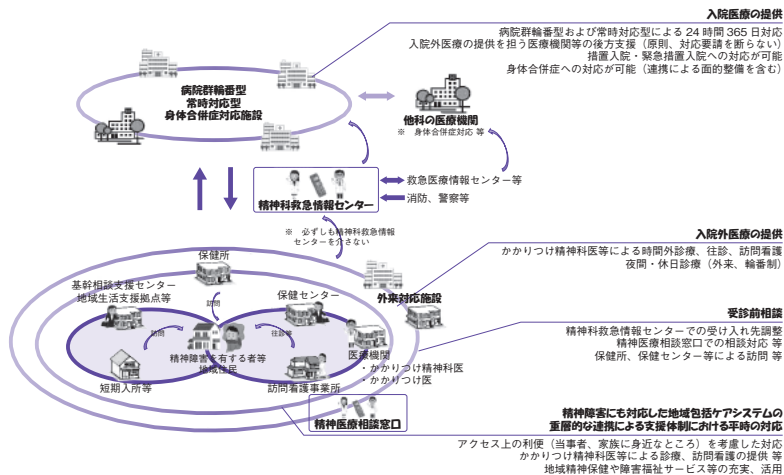 入院医療の提供
病院群輪番型および常時対応型による 24 時間 365 日対応
入院外医療の提供を担う医療機関等の後方支援（原則、対応要請を断らない）
措置入院・緊急措置入院への対応が可能
身体合併症への対応が可能（連携による面的整備を含む）
病院群輪番型
常時対応型
身体合併症対応施設
他科の医療機関
※ 身体合併症対応 等
精神科救急情報センター
救急医療情報センター等
消防、警察等
※ 必ずしも精神科救急情報
センターを介さない
入院外医療の提供
かかりつけ精神科医等による時間外診療、往診、訪問看護
夜間・休日診療（外来、輪番制）
保健所
基幹相談支援センター
地域生活支援拠点等
訪問
保健センター
外来対応施設
訪問
往診等
精神障害を有する者等
地域住民
医療機関
・かかりつけ精神科医
・かかりつけ医
短期入所等
訪問看護事業所
精神医療相談窓口
受診前相談
精神科救急情報センターでの受け入れ先調整
精神医療相談窓口での相談対応 等
保健所、保健センター等による訪問 等
精神障害にも対応した地域包括ケアシステムの
重層的な連携による支援体制における平時の対応
アクセス上の利便（当事者、家族に身近なところ）を考慮した対応
かかりつけ精神科医等による診療、訪問看護の提供 等
地域精神保健や障害福祉サービス等の充実、活用